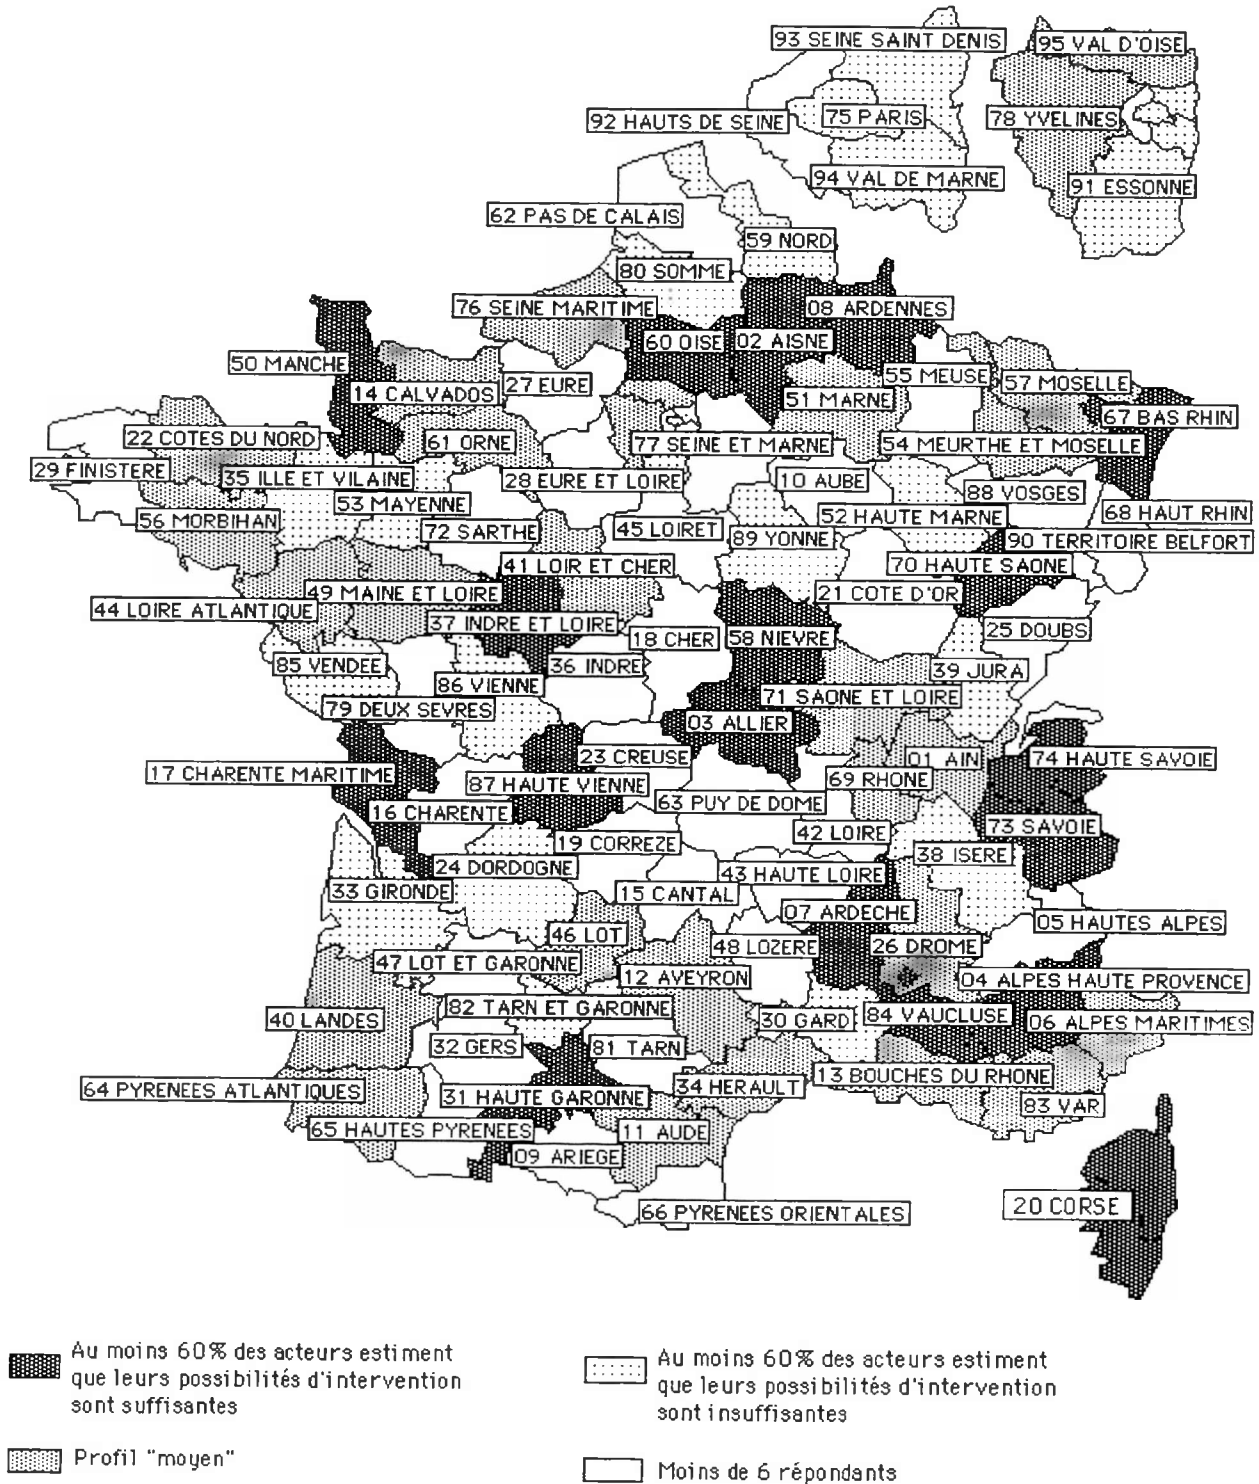 93 SEINE SAINT DENIS
95 VAL D'OISE
92 HAUTS DE SEINE
75 PARIS
78 YVELINES
94 VAL DE MARNE
91 ESSONNE
62 PAS DE CALAIS
59 NORD
80 SOMME
76 SEINE MARITIME
08 ARDENNES
60 OISE
02 AISNE
50 MANCHE
55 MEUSE
57 MOSELLE
14 CALVADOS
27 EURE
51 MARNE
67 BAS RHIN
22 COTES DU NORD
61 ORNE
77 SEINE ET MARNE
54 MEURTHE ET MOSELLE
29 FINISTERE
35 ILLE ET VILAINE
28 EURE ET LOIRE
10 AUBE
88 VOSGES
53 MAYENNE
56 MORBIHAN
72 SARTHE
45 LOIRET
89 YONNE
52 HAUTE MARNE
68 HAUT RHIN
90 TERRITOIRE BELFORT
41 LOIR ET CHER
70 HAUTE SAONE
49 MAINE ET LOIRE
21 COTE D'OR
44 LOIRE ATLANTIQUE
37 INDRE ET LOIRE
18 CHER
58 NIEVRE
25 DOUBS
85 VENDEE
36 INDRE
39 JURA
86 VIENNE
71 SAONE ET LOIRE
79 DEUX SEVRES
03 ALLIER
23 CREUSE
01 AIN
74 HAUTE SAVOIE
17 CHARENTE MARITIME
87 HAUTE VIENNE
69 RHONE
63 PUY DE DOME
16 CHARENTE
42 LOIRE
73 SAVOIE
19 CORREZE
38 ISERE
24 DORDOGNE
43 HAUTE LOIRE
33 GIRONDE
15 CANTAL
07 ARDECHE
05 HAUTES ALPES
46 LOT
48 LOZERE
26 DROME
47 LOT ET GARONNE
12 AVEYRON
04 ALPES HAUTE PROVENCE
82 TARN ET GARONNE
40 LANDES
30 GARD
84 VAUCLUSE
06 ALPES MARITIMES
32 GERS
81 TARN
13 BOUCHES DU RHONE
64 PYRENEES ATLANTIQUES
31 HAUTE GARONNE
34 HERAULT
83 VAR
65 HAUTES PYRENEES
11 AUDE
09 ARIEGE
66 PYRENEES ORIENTALES
20 CORSE
Au moins 60% des acteurs estiment
que leurs possibilités d'intervention
sont suffisantes
Au moins 60% des acteurs estiment
que leurs possibilités d'intervention
sont insuffisantes
Profil "moyen"
Moins de 6 répondants